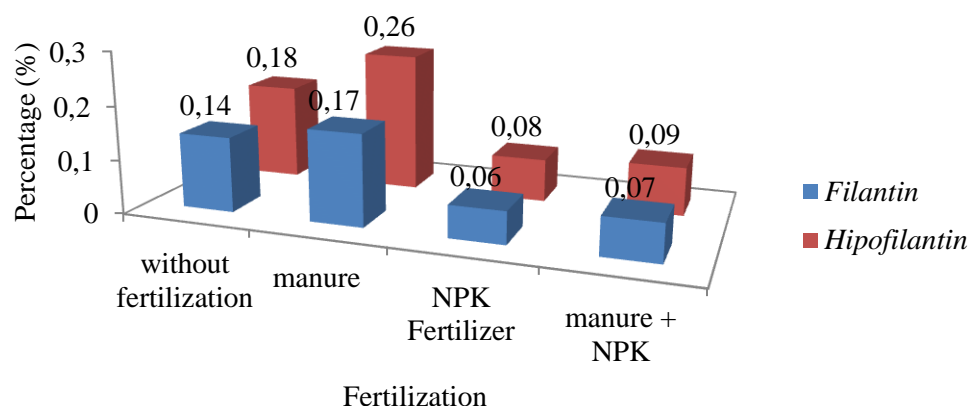 Percentage (%)
0,3
0,2
0,1
0
0,14
0,18
0,17
0,26
0,06
0,08
0,07
0,09
without
fertilization
manure
NPK
Fertilizer
manure +
NPK
Fertilization
Filantin
Hipofilantin